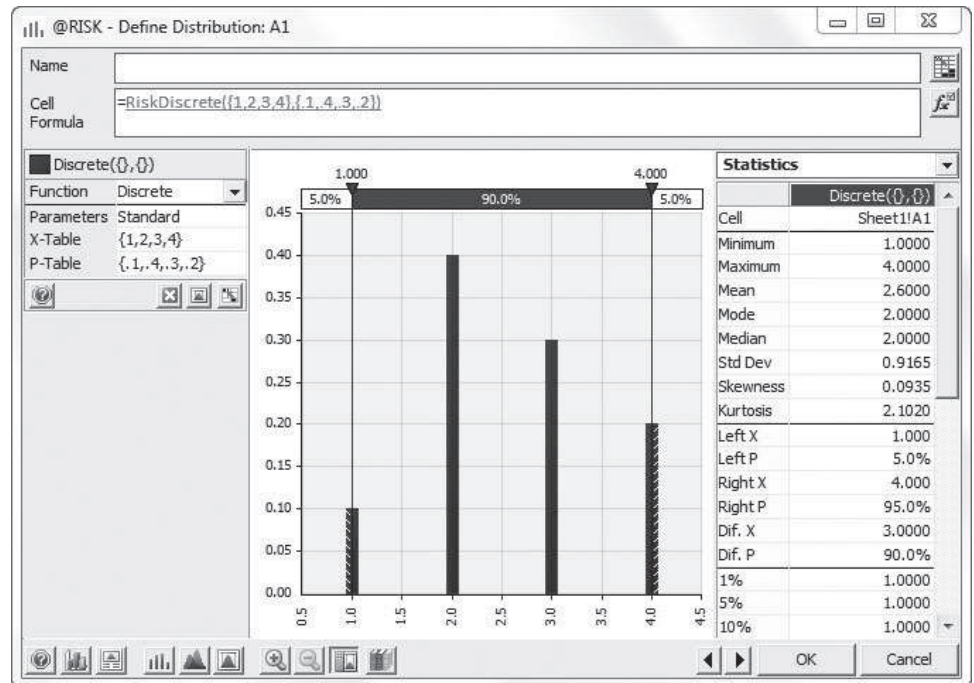 @RISK - Define Distribution: A1
Name
Cell Formula
=RiskDiscrete({1,2,3,4},{.1,.4,.3,.2})
Discrete({},{})
Function Discrete
Parameters Standard
X-Table {1,2,3,4}
P-Table {.1,.4,.3,.2}
1.000 4.000
5.0% 90.0% 5.0%
0.45
0.40
0.35
0.30
0.25
0.20
0.15
0.10
0.05
0.00
0.5 1.0 1.5 2.0 2.5 3.0 3.5 4.0 4.5
Statistics
Discrete({},{})
Cell Sheet1!A1
Minimum 1.0000
Maximum 4.0000
Mean 2.6000
Mode 2.0000
Median 2.0000
Std Dev 0.9165
Skewness 0.0935
Kurtosis 2.1020
Left X 1.000
Left P 5.0%
Right X 4.000
Right P 95.0%
Dif. X 3.0000
Dif. P 90.0%
1% 1.0000
5% 1.0000
10% 1.0000
OK Cancel